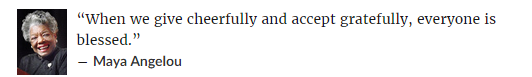 “When we give cheerfully and accept gratefully, everyone is
blessed.”
— Maya Angelou